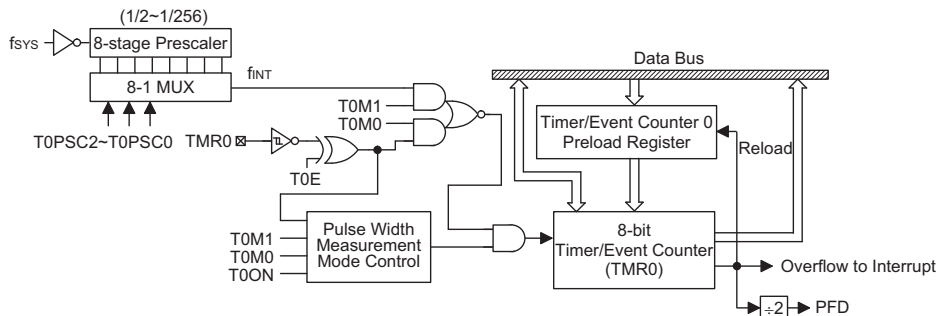 (1/2~1/256)
fSYS
8-stage Prescaler
8-1 MUX
fINT
T0PSC2~T0PSC0
TMR0
T0E
T0M1
T0M0
T0M1
T0M0
T0ON
Pulse Width
Measurement
Mode Control
Data Bus
Timer/Event Counter 0
Preload Register
Reload
8-bit
Timer/Event Counter
(TMR0)
Overflow to Interrupt
÷2
PFD